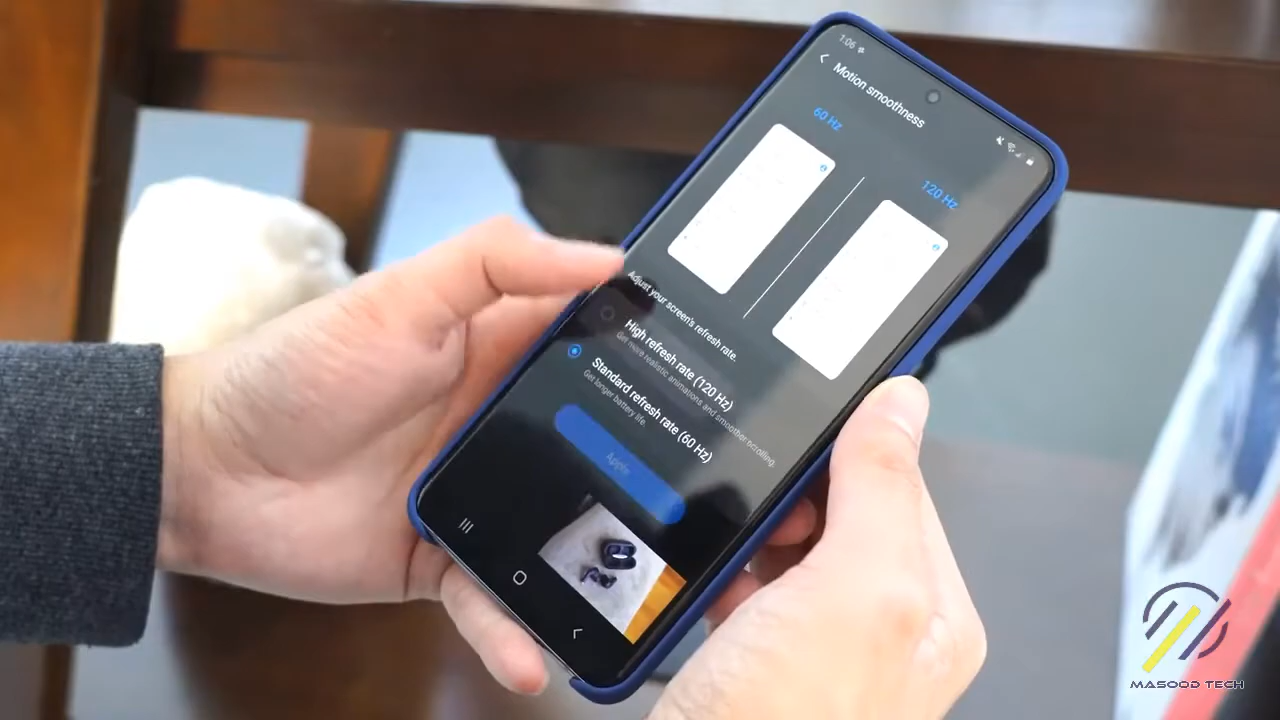 1:06
Motion smoothness
60 Hz
120 Hz
Adjust your screen's refresh rate.
High refresh rate (120 Hz)
Get more realistic animations and smoother scrolling.
Standard refresh rate (60 Hz)
Get longer battery life.
Apply
MASOOD TECH